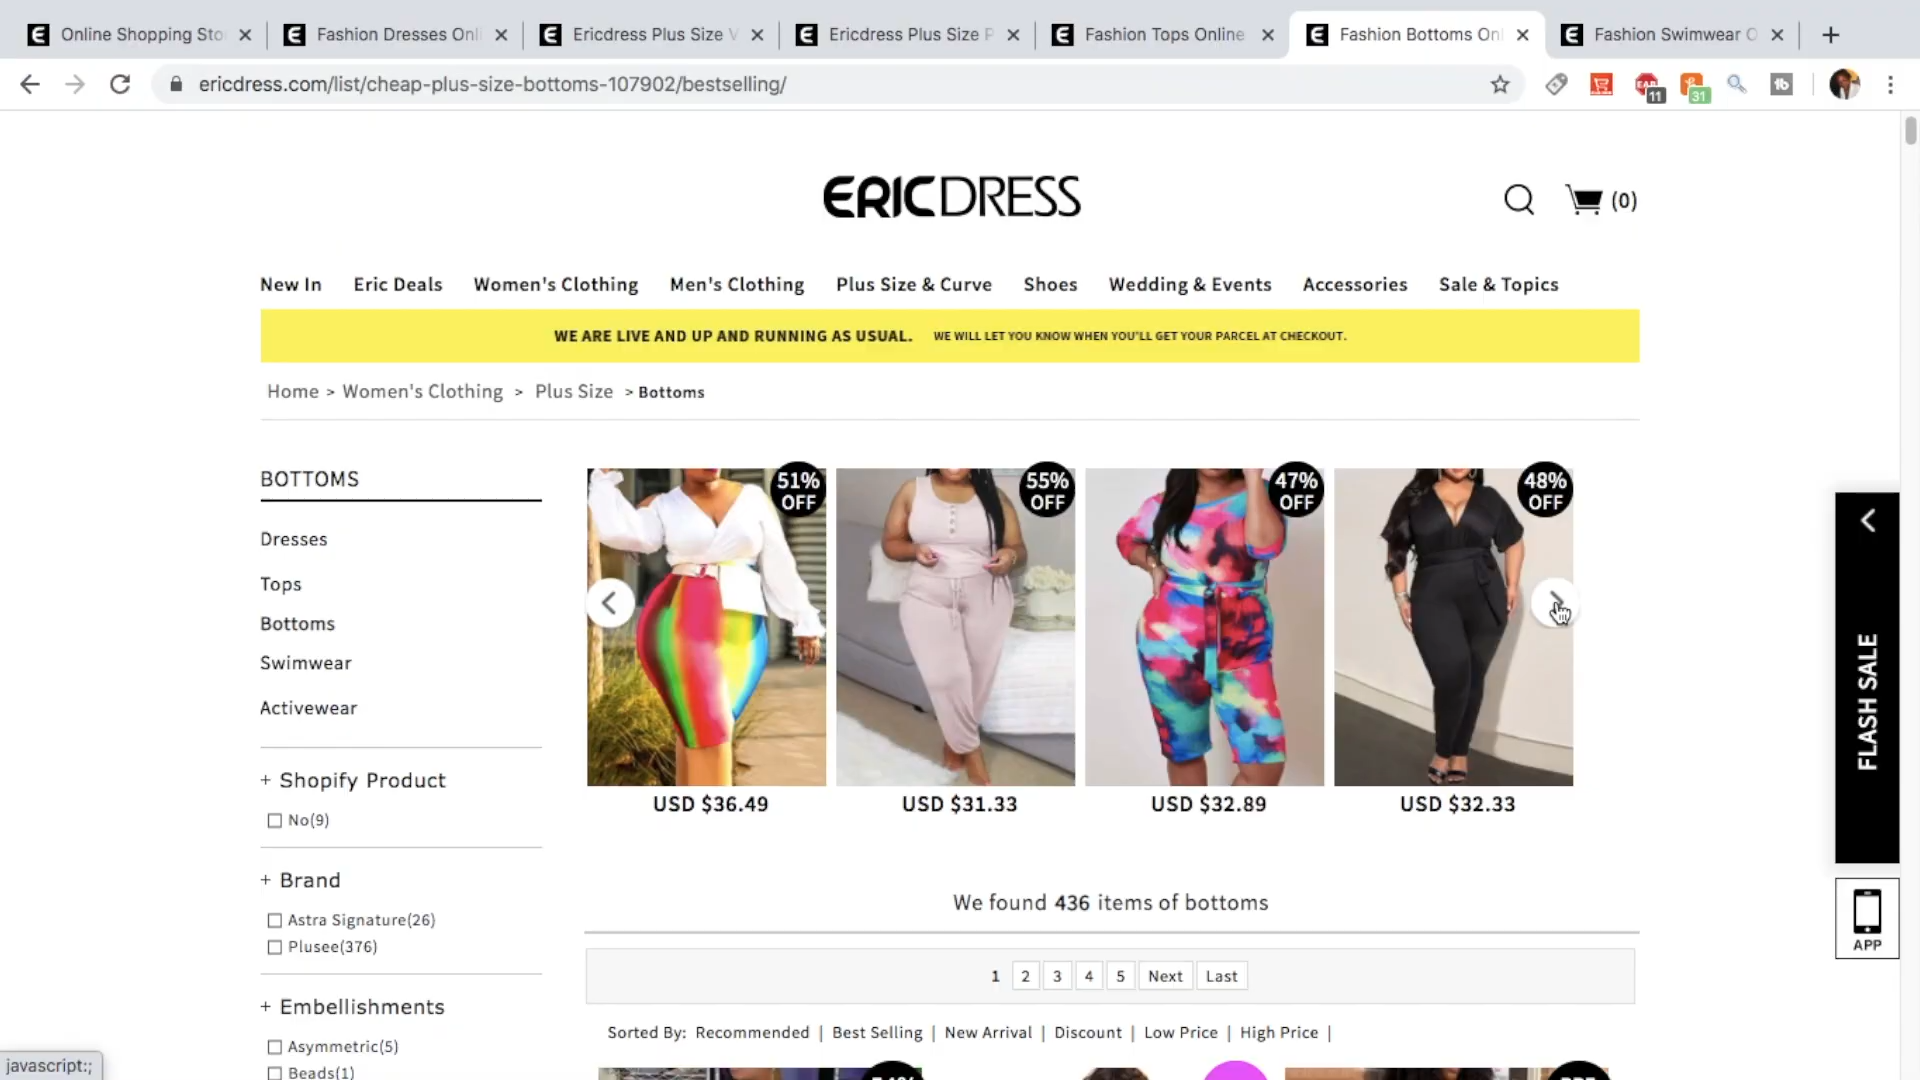 Online Shopping Sto
Fashion Dresses Onl
Ericdress Plus Size V
Ericdress Plus Size P
Fashion Tops Online
Fashion Bottoms Onl
Fashion Swimwear O
ericdress.com/list/cheap-plus-size-bottoms-107902/bestselling/
11
31
ERICDRESS
(0)
New In Eric Deals Women's Clothing Men's Clothing Plus Size & Curve Shoes Wedding & Events Accessories Sale & Topics
WE ARE LIVE AND UP AND RUNNING AS USUAL. WE WILL LET YOU KNOW WHEN YOU'LL GET YOUR PARCEL AT CHECKOUT.
Home > Women's Clothing > Plus Size > Bottoms
BOTTOMS
Dresses
Tops
Bottoms
Swimwear
Activewear
+ Shopify Product
No(9)
+ Brand
Astra Signature(26)
Plusee(376)
+ Embellishments
Asymmetric(5)
Beads(1)
51% OFF
55% OFF
47% OFF
48% OFF
USD $36.49
USD $31.33
USD $32.89
USD $32.33
We found 436 items of bottoms
1 2 3 4 5 Next Last
Sorted By: Recommended | Best Selling | New Arrival | Discount | Low Price | High Price |
FLASH SALE
APP
javascript:;